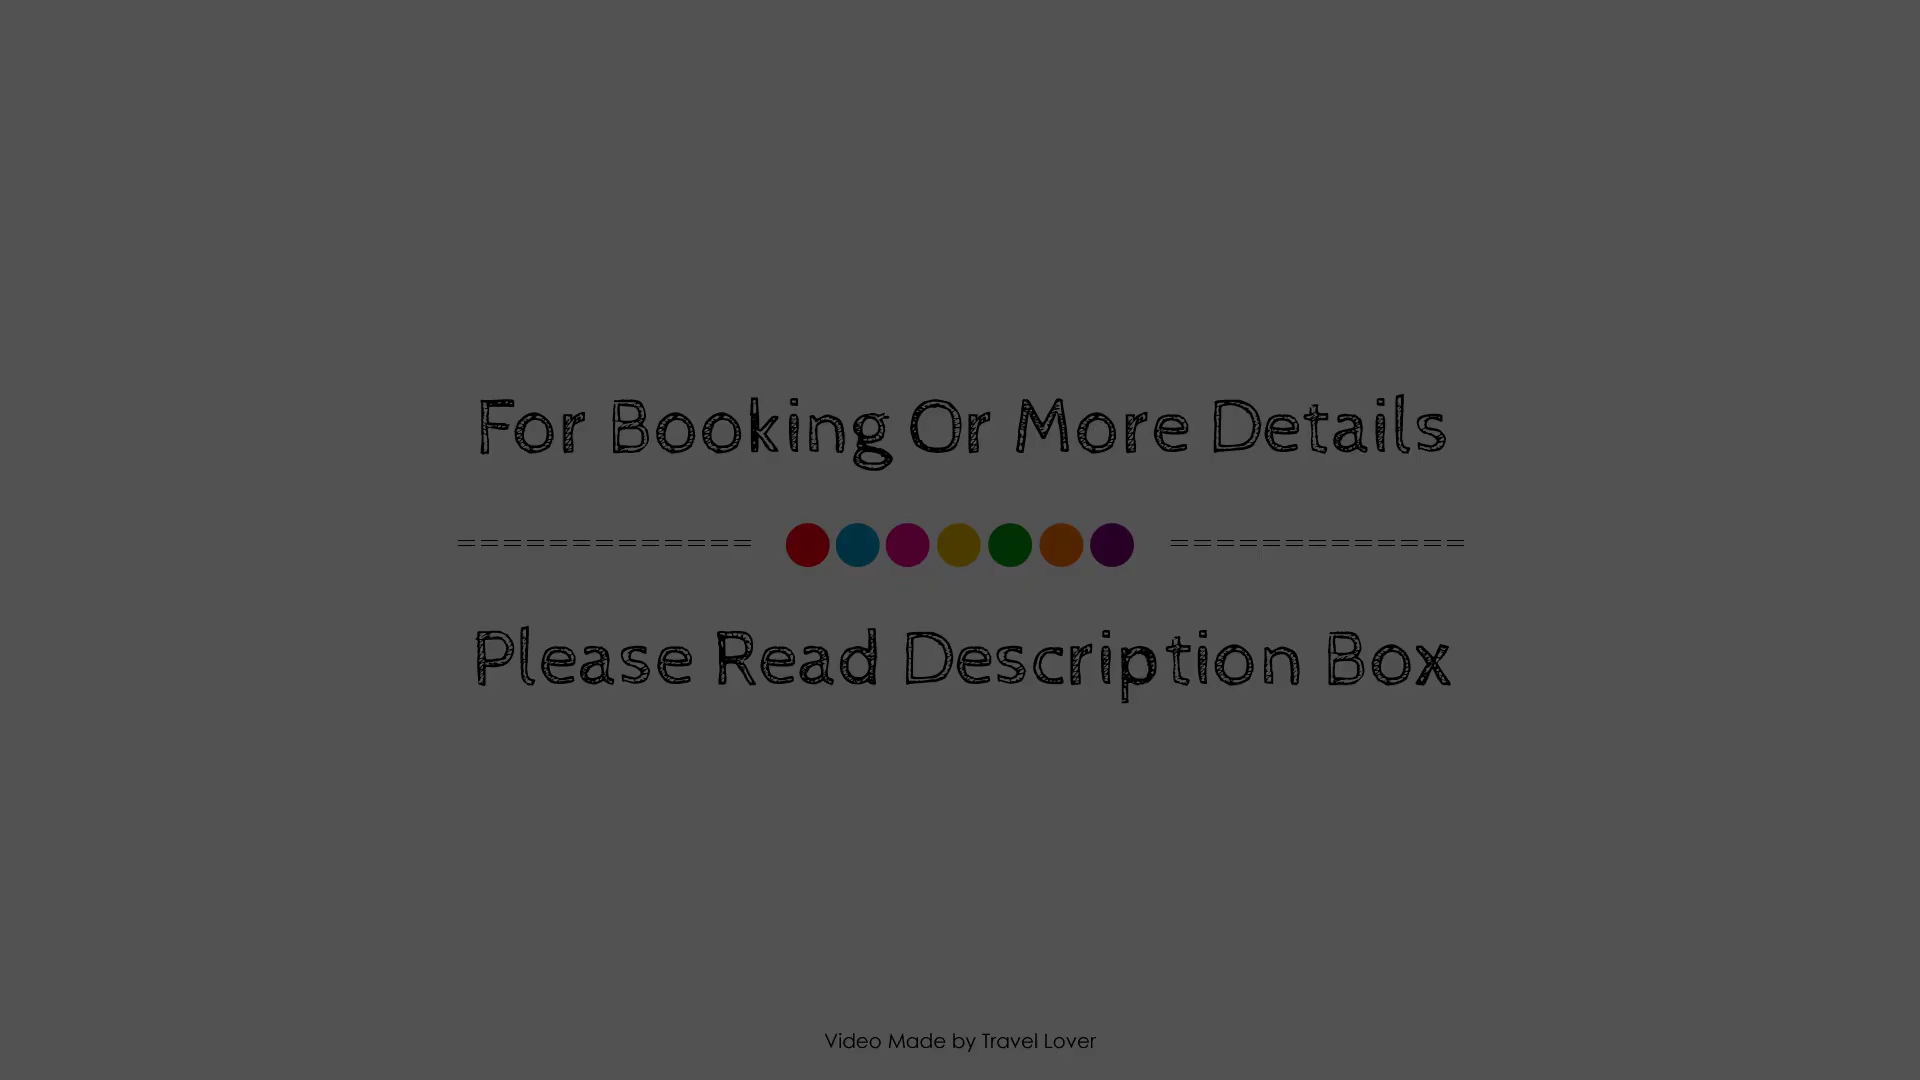 For Booking Or More Details
============= =============
Please Read Description Box
Video Made by Travel Lover